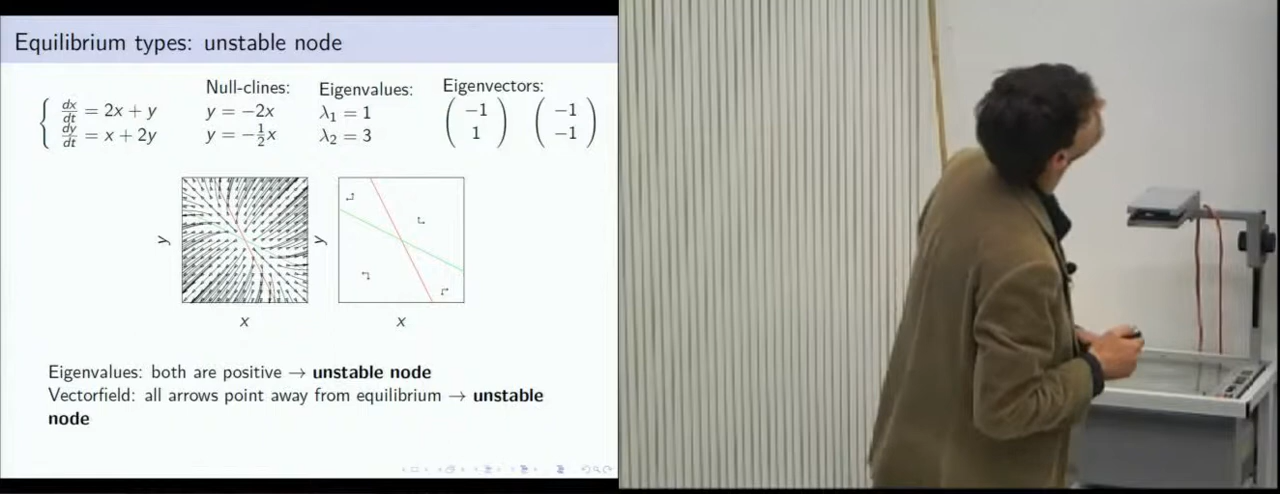 Equilibrium types: unstable node
Null-clines: Eigenvalues: Eigenvectors:
{ dx/dt = 2x + y
dy/dt = x + 2y
y = −2x
y = −½x
λ₁ = 1
λ₂ = 3
( −1 1 ) ( −1 −1 )
y y
x x
Eigenvalues: both are positive → unstable node
Vectorfield: all arrows point away from equilibrium → unstable
node